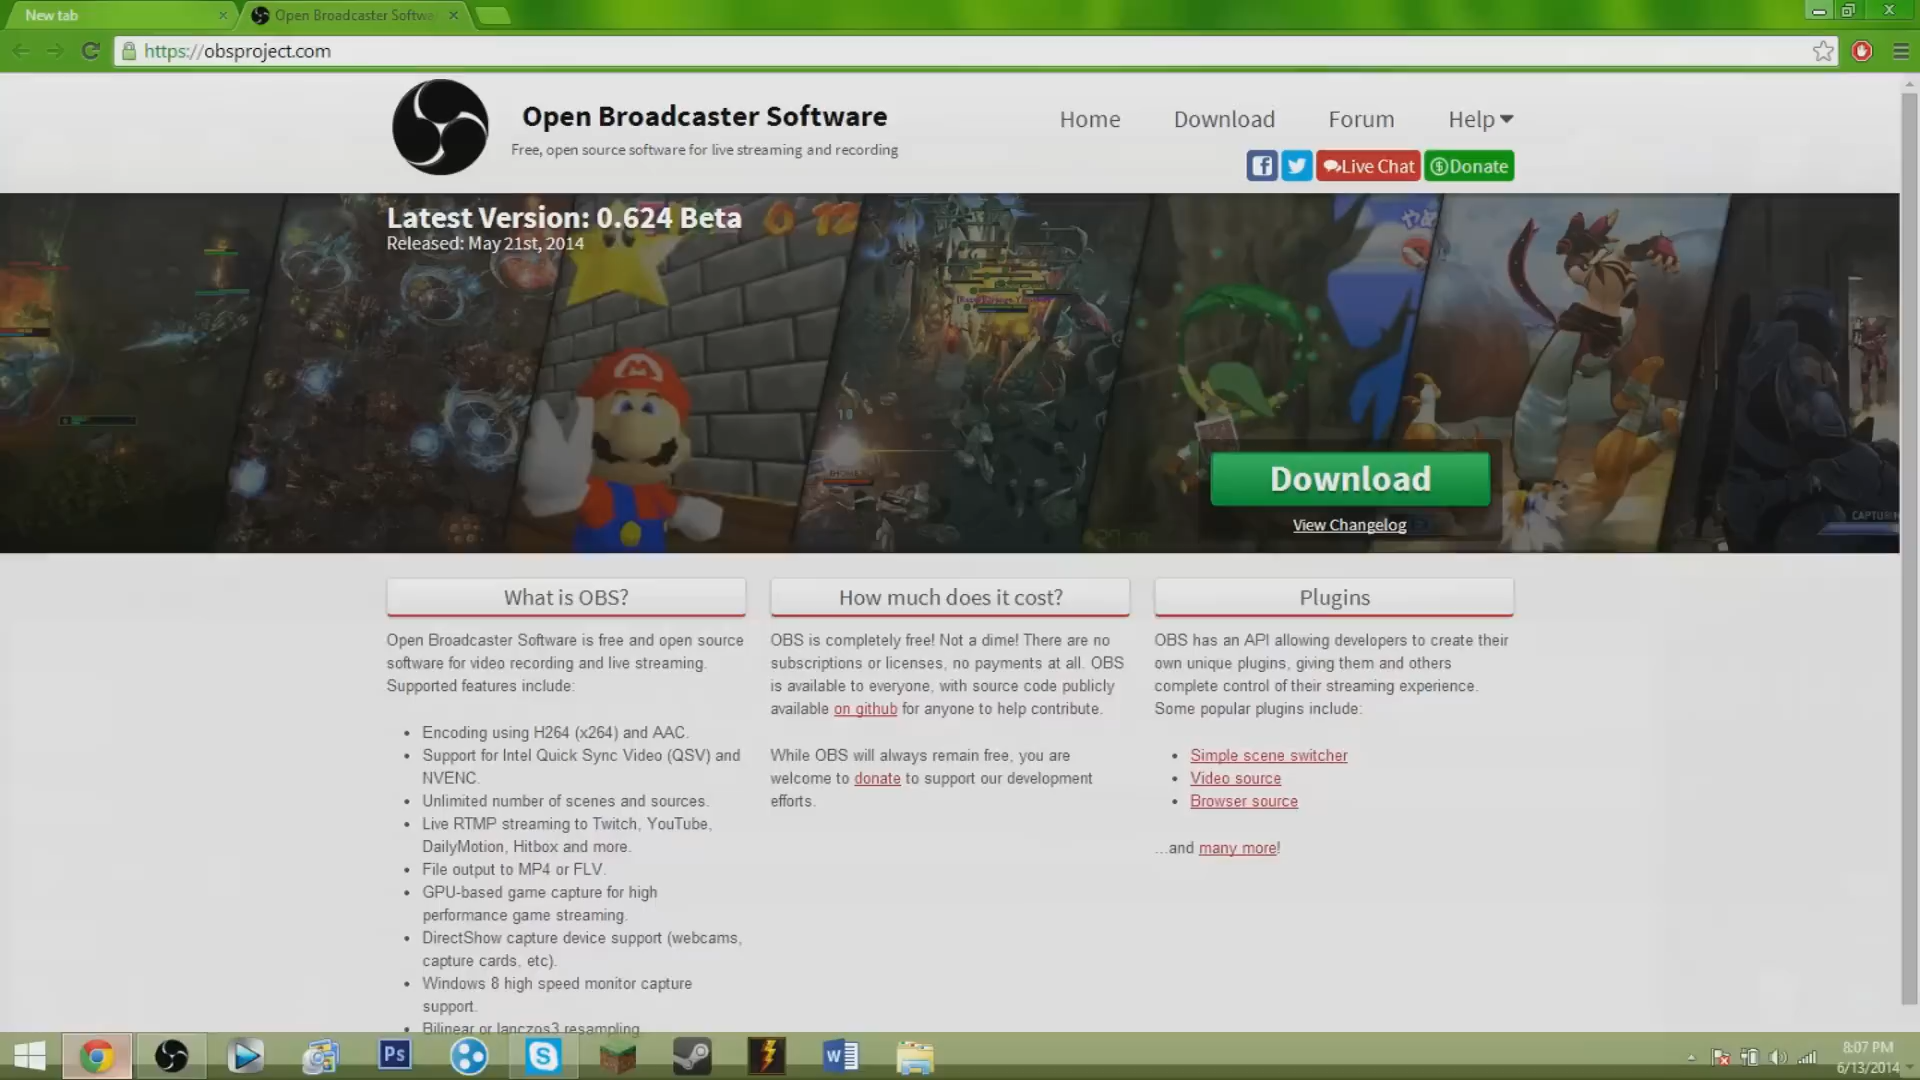 New tab
Open Broadcaster Softwa
https://obsproject.com
Open Broadcaster Software
Free, open source software for live streaming and recording
Home
Download
Forum
Help
Live Chat
Donate
Latest Version: 0.624 Beta
Released: May 21st, 2014
Download
View Changelog
What is OBS?
Open Broadcaster Software is free and open source
software for video recording and live streaming.
Supported features include:
• Encoding using H264 (x264) and AAC.
• Support for Intel Quick Sync Video (QSV) and
NVENC.
• Unlimited number of scenes and sources.
• Live RTMP streaming to Twitch, YouTube,
DailyMotion, Hitbox and more.
• File output to MP4 or FLV.
• GPU-based game capture for high
performance game streaming.
• DirectShow capture device support (webcams,
capture cards, etc).
• Windows 8 high speed monitor capture
support.
• Bilinear or lanczos3 resampling.
How much does it cost?
OBS is completely free! Not a dime! There are no
subscriptions or licenses, no payments at all. OBS
is available to everyone, with source code publicly
available on github for anyone to help contribute.
While OBS will always remain free, you are
welcome to donate to support our development
efforts.
Plugins
OBS has an API allowing developers to create their
own unique plugins, giving them and others
complete control of their streaming experience.
Some popular plugins include:
• Simple scene switcher
• Video source
• Browser source
...and many more!
Ps
8:07 PM
6/13/2014